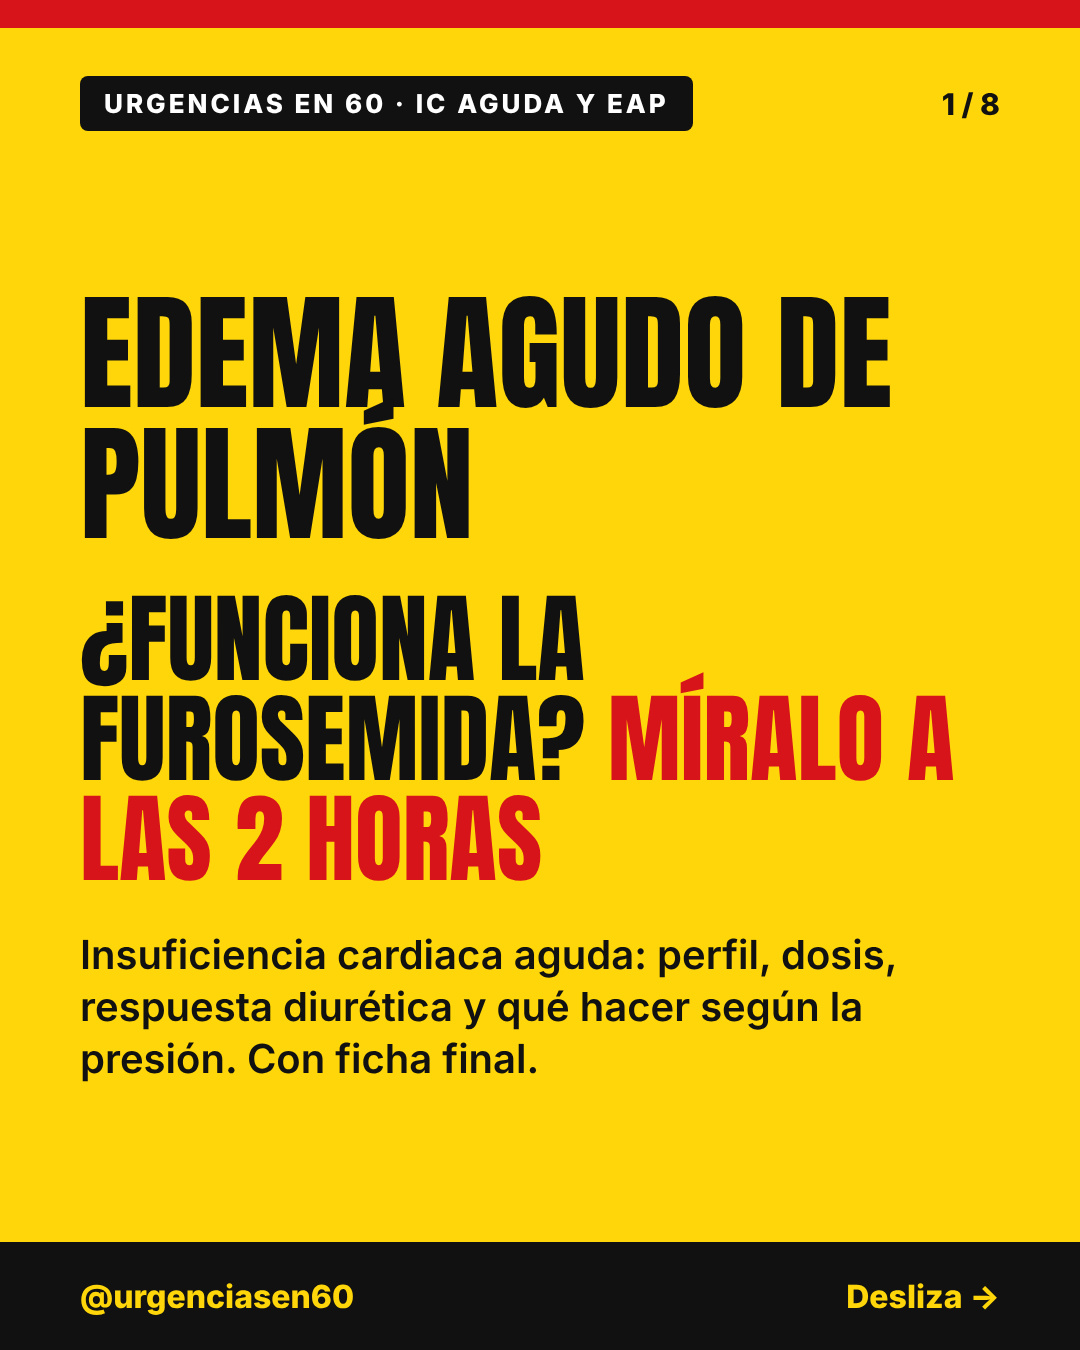 URGENCIAS EN 60 · IC AGUDA Y EAP
1 / 8
EDEMA AGUDO DE
PULMÓN
¿FUNCIONA LA
FUROSEMIDA? MÍRALO A
LAS 2 HORAS
Insuficiencia cardiaca aguda: perfil, dosis,
respuesta diurética y qué hacer según la
presión. Con ficha final.
@urgenciasen60
Desliza →